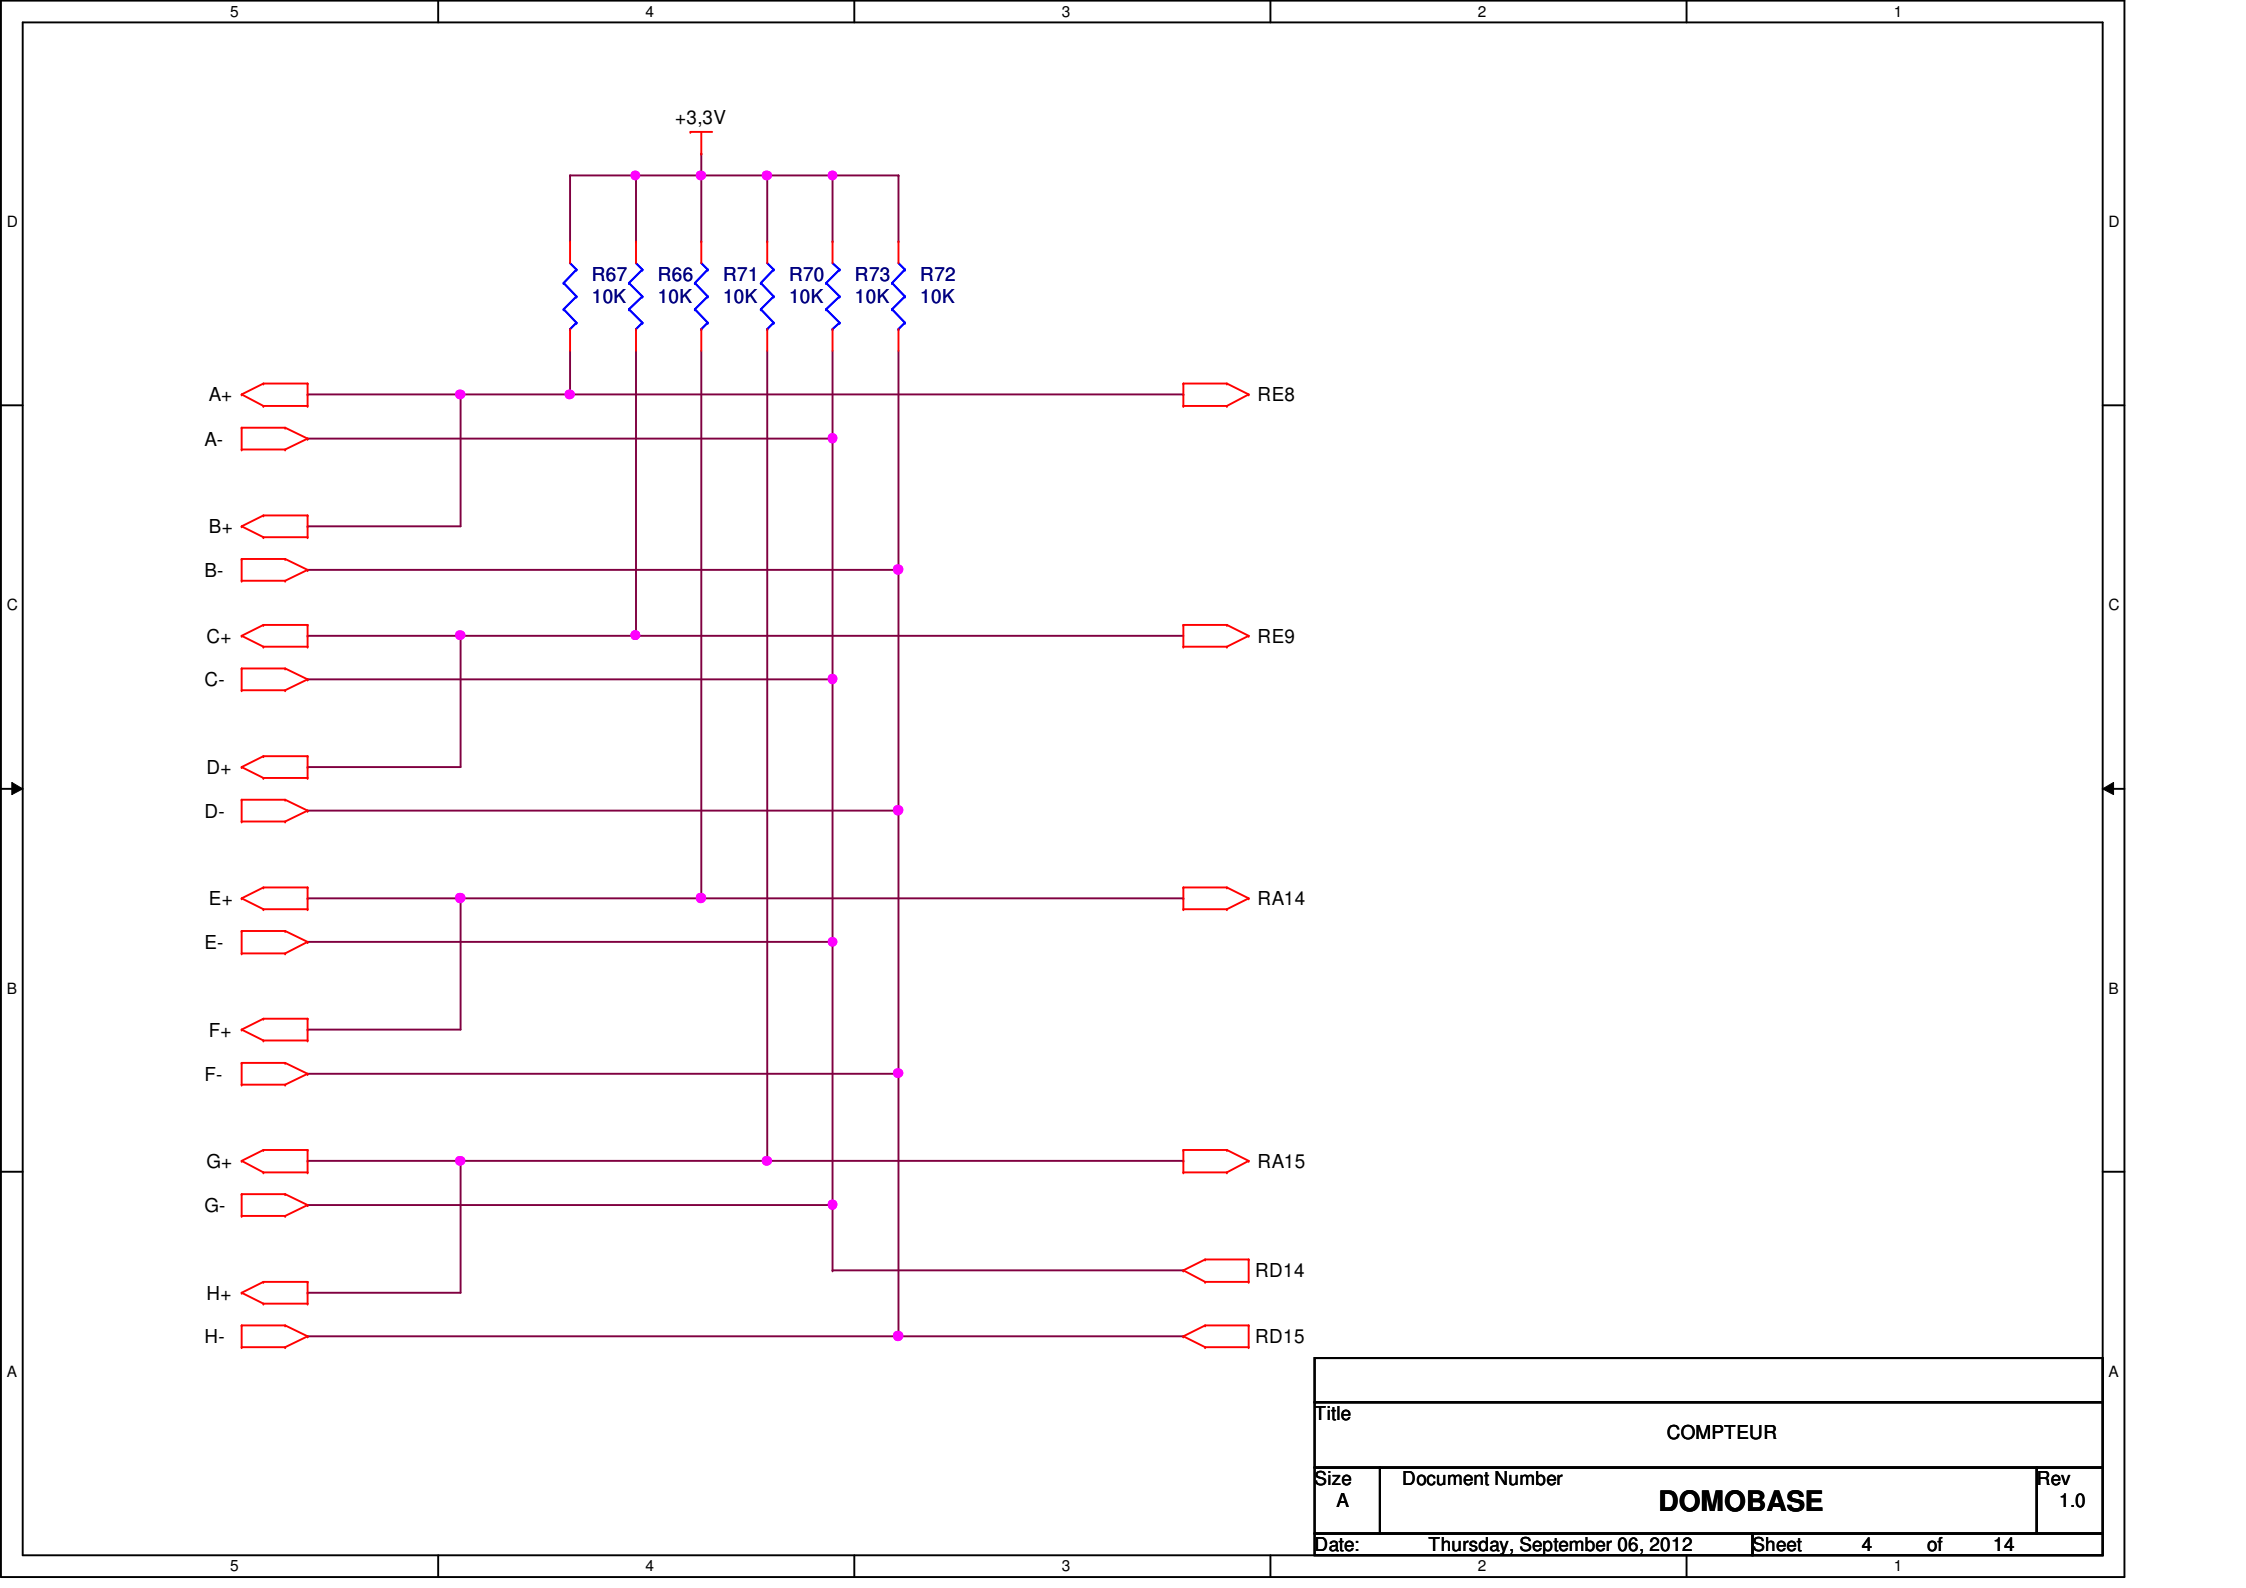 5 4 3 2 1
+3,3V
D D
R67 R66 R71 R70 R73 R72
10K 10K 10K 10K 10K 10K
A+ RE8
A-
B+
B-
C C
C+ RE9
C-
D+
D-
E+ RA14
E-
B B
F+
F-
G+ RA15
G-
RD14
H+
H- RD15
A A
Title
COMPTEUR
Size Document Number Rev
A DOMOBASE 1.0
Date: Thursday, September 06, 2012 Sheet 4 of 14
5 4 3 2 1